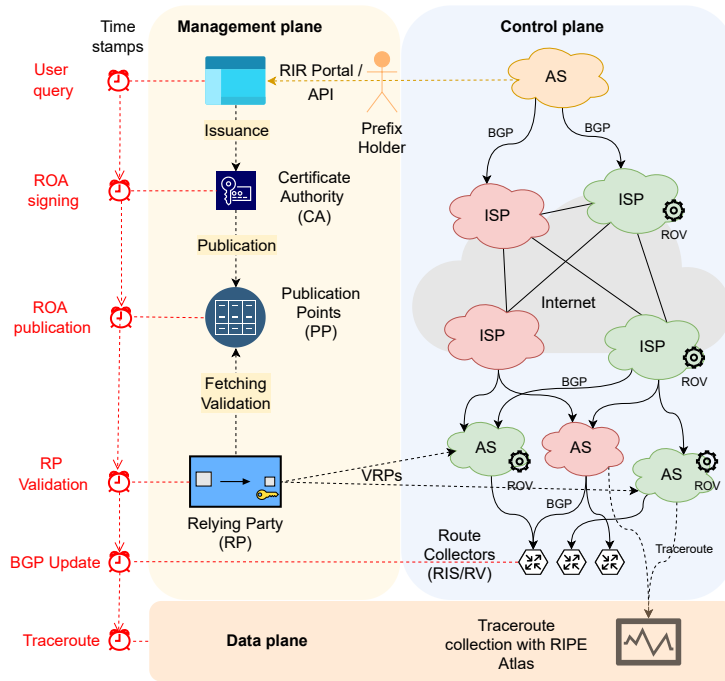 Time
stamps
Management plane
Control plane
User
query
RIR Portal /
API
AS
Prefix
Holder
BGP
BGP
Issuance
ROA
signing
Certificate
Authority
(CA)
ISP
ISP
ROV
Publication
ROA
publication
Publication
Points
(PP)
Internet
ISP
ISP
ROV
Fetching
Validation
BGP
RP
Validation
Relying Party
(RP)
VRPs
AS
ROV
AS
AS
ROV
BGP
BGP Update
Route
Collectors
(RIS/RV)
Traceroute
Traceroute
Data plane
Traceroute
collection with RIPE
Atlas